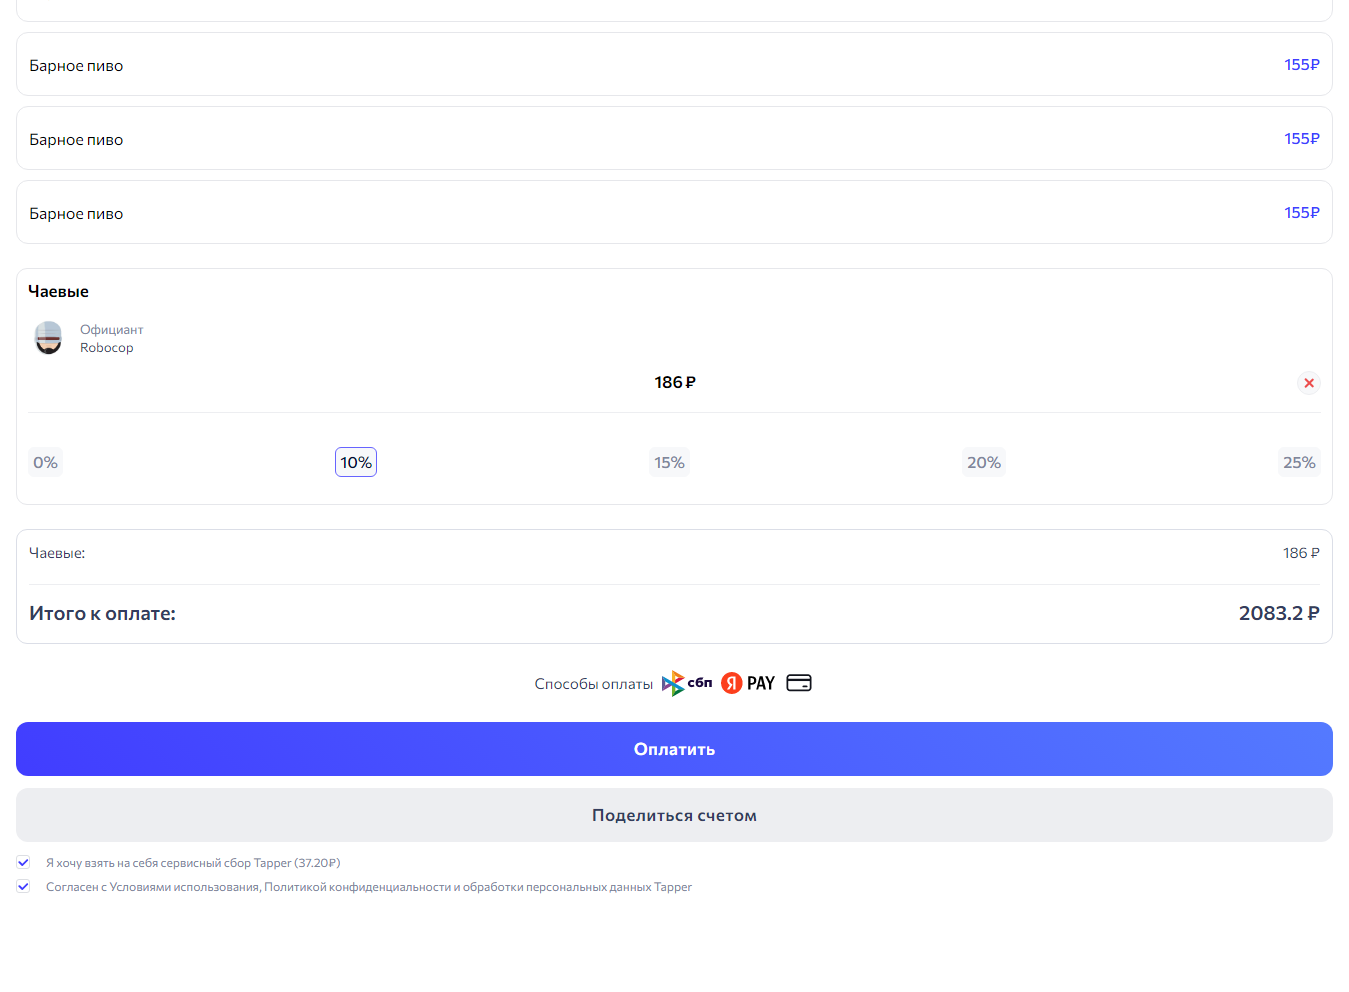 Барное пиво 155₽
Барное пиво 155₽
Барное пиво 155₽
Чаевые
Официант
Robocop
186 ₽
0% 10% 15% 20% 25%
Чаевые: 186 ₽
Итого к оплате: 2083.2 ₽
Способы оплаты сбп Я PAY
Оплатить
Поделиться счетом
Я хочу взять на себя сервисный сбор Tapper (37.20₽)
Согласен с Условиями использования, Политикой конфиденциальности и обработки персональных данных Tapper